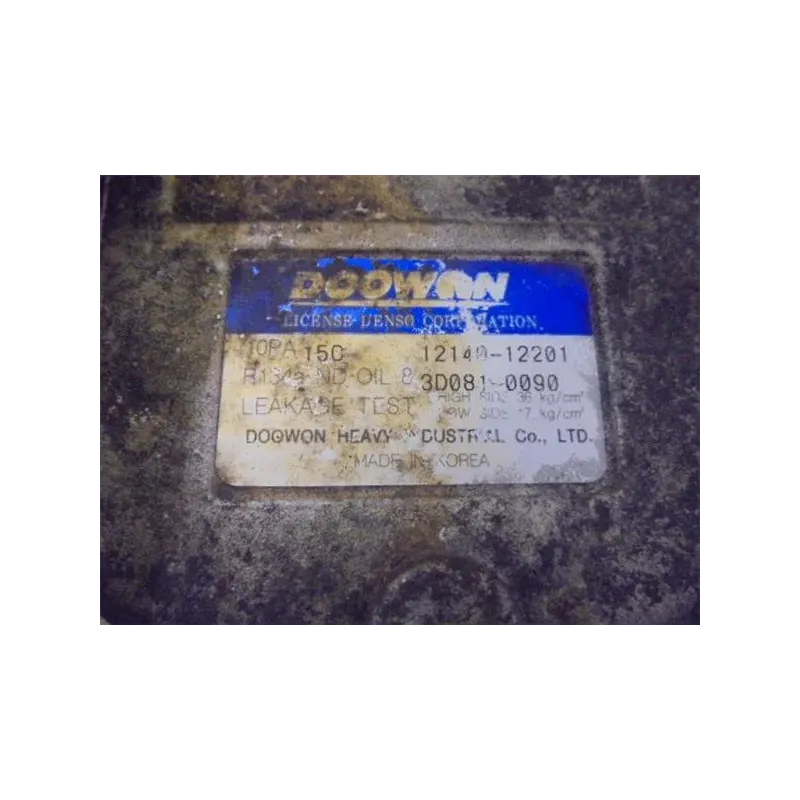 DOOWON
LICENSE DENSO CORPORATION
10PA 15C 12140-12201
R134a ND-OIL 8 3D081-0090
LEAKAGE TEST HIGH SIDE 36 kg/cm²
LOW SIDE 17 kg/cm²
DOOWON HEAVY INDUSTRIAL Co., LTD.
MADE IN KOREA